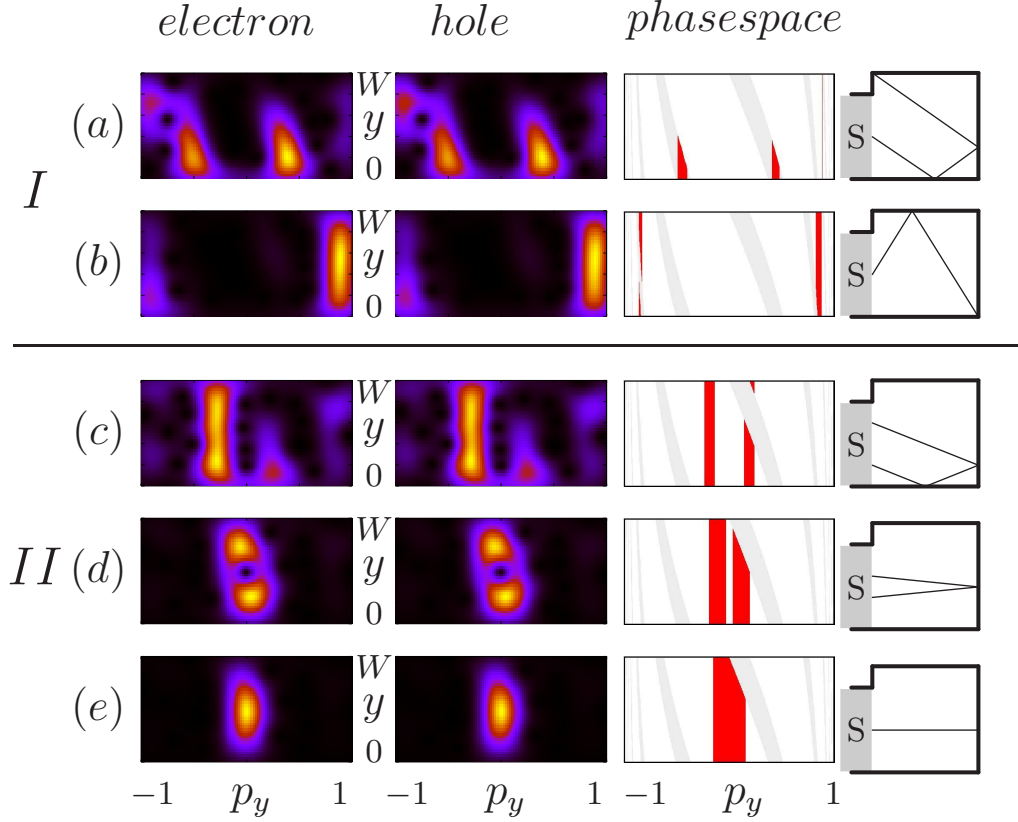 electron hole phasespace
(a) W y 0 S
I
(b) W y 0 S
(c) W y 0 S
II (d) W y 0 S
(e) W y 0 S
−1 p_y 1 −1 p_y 1 −1 p_y 1